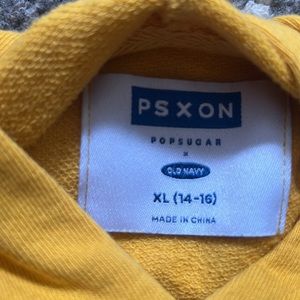 PSXON
POPSUGAR
×
OLD NAVY
XL (14-16)
MADE IN CHINA